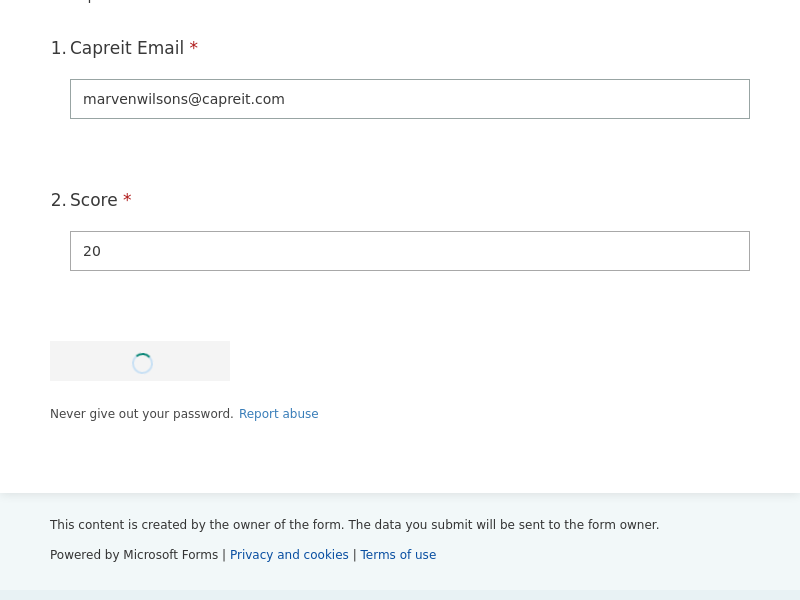 1. Capreit Email *
marvenwilsons@capreit.com
2. Score *
20
Never give out your password. Report abuse
This content is created by the owner of the form. The data you submit will be sent to the form owner.
Powered by Microsoft Forms | Privacy and cookies | Terms of use